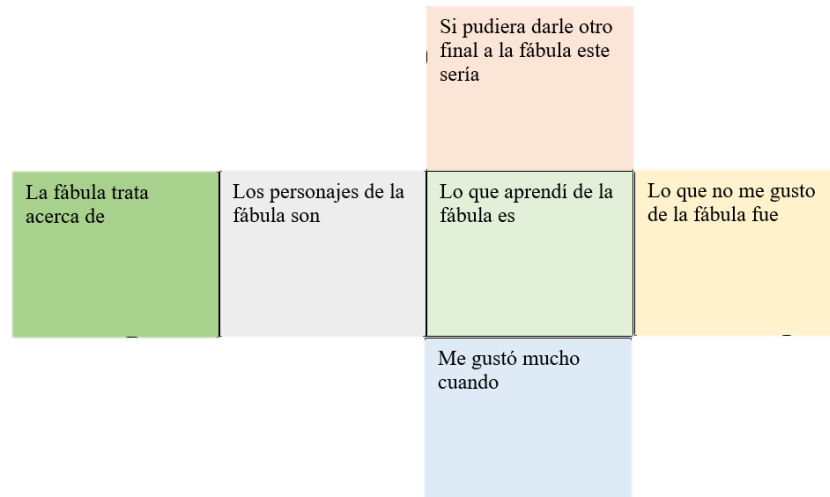 Si pudiera darle otro
final a la fábula este
sería
La fábula trata
acerca de
Los personajes de la
fábula son
Lo que aprendí de la
fábula es
Lo que no me gusto
de la fábula fue
Me gustó mucho
cuando